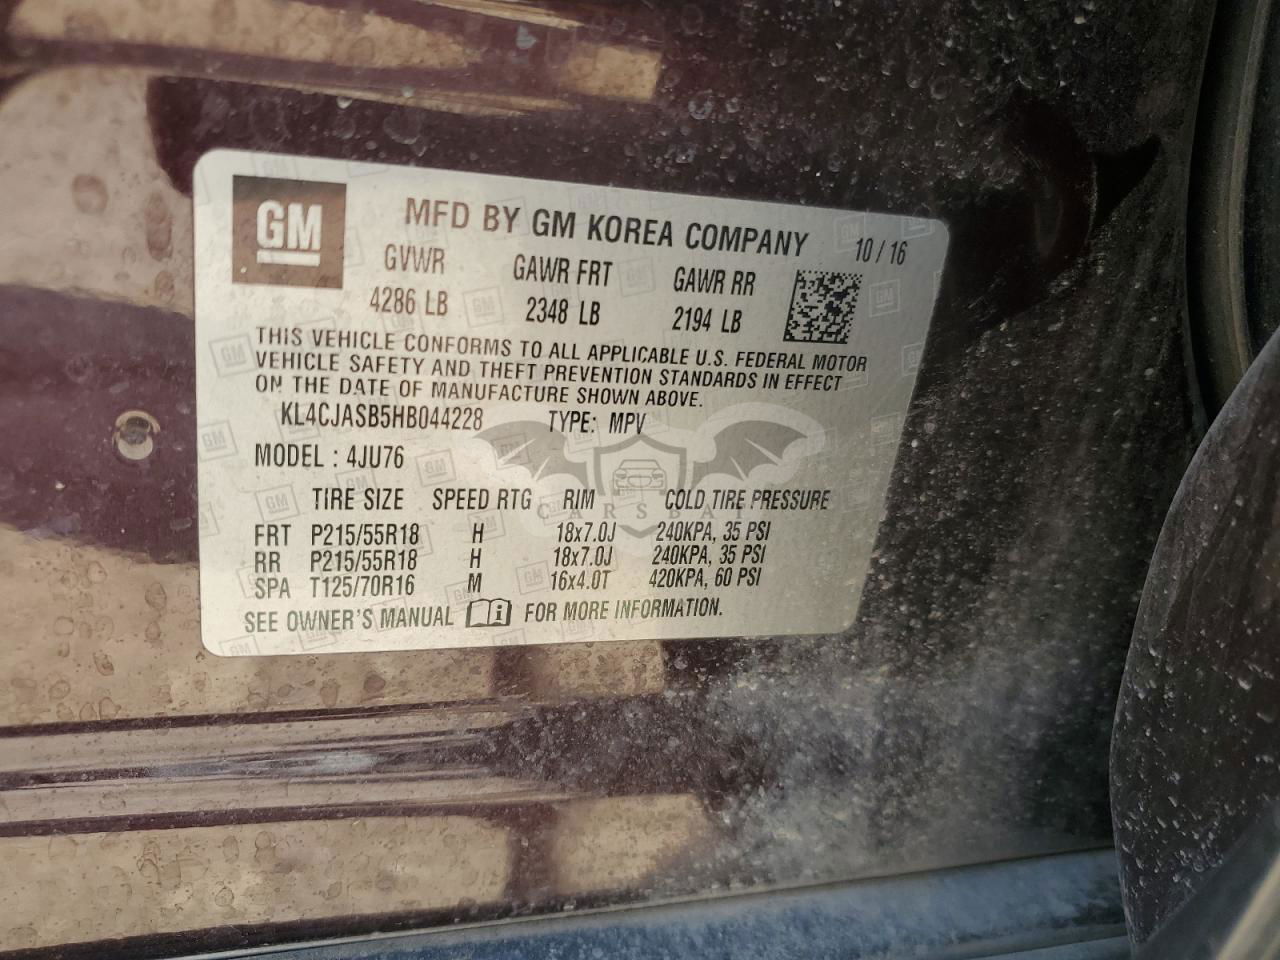 GM
MFD BY GM KOREA COMPANY 10 / 16
GVWR GAWR FRT GAWR RR
4286 LB 2348 LB 2194 LB
THIS VEHICLE CONFORMS TO ALL APPLICABLE U.S. FEDERAL MOTOR
VEHICLE SAFETY AND THEFT PREVENTION STANDARDS IN EFFECT
ON THE DATE OF MANUFACTURE SHOWN ABOVE.
KL4CJASB5HB044228 TYPE: MPV
MODEL : 4JU76
TIRE SIZE SPEED RTG RIM COLD TIRE PRESSURE
FRT P215/55R18 H 18x7.0J 240KPA, 35 PSI
RR P215/55R18 H 18x7.0J 240KPA, 35 PSI
SPA T125/70R16 M 16x4.0T 420KPA, 60 PSI
SEE OWNER'S MANUAL i FOR MORE INFORMATION.